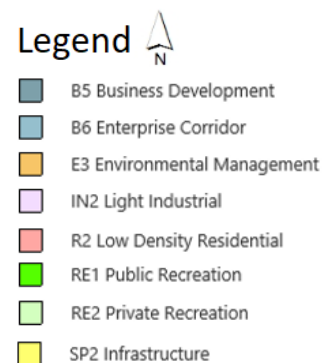 Legend
N
B5 Business Development
B6 Enterprise Corridor
E3 Environmental Management
IN2 Light Industrial
R2 Low Density Residential
RE1 Public Recreation
RE2 Private Recreation
SP2 Infrastructure